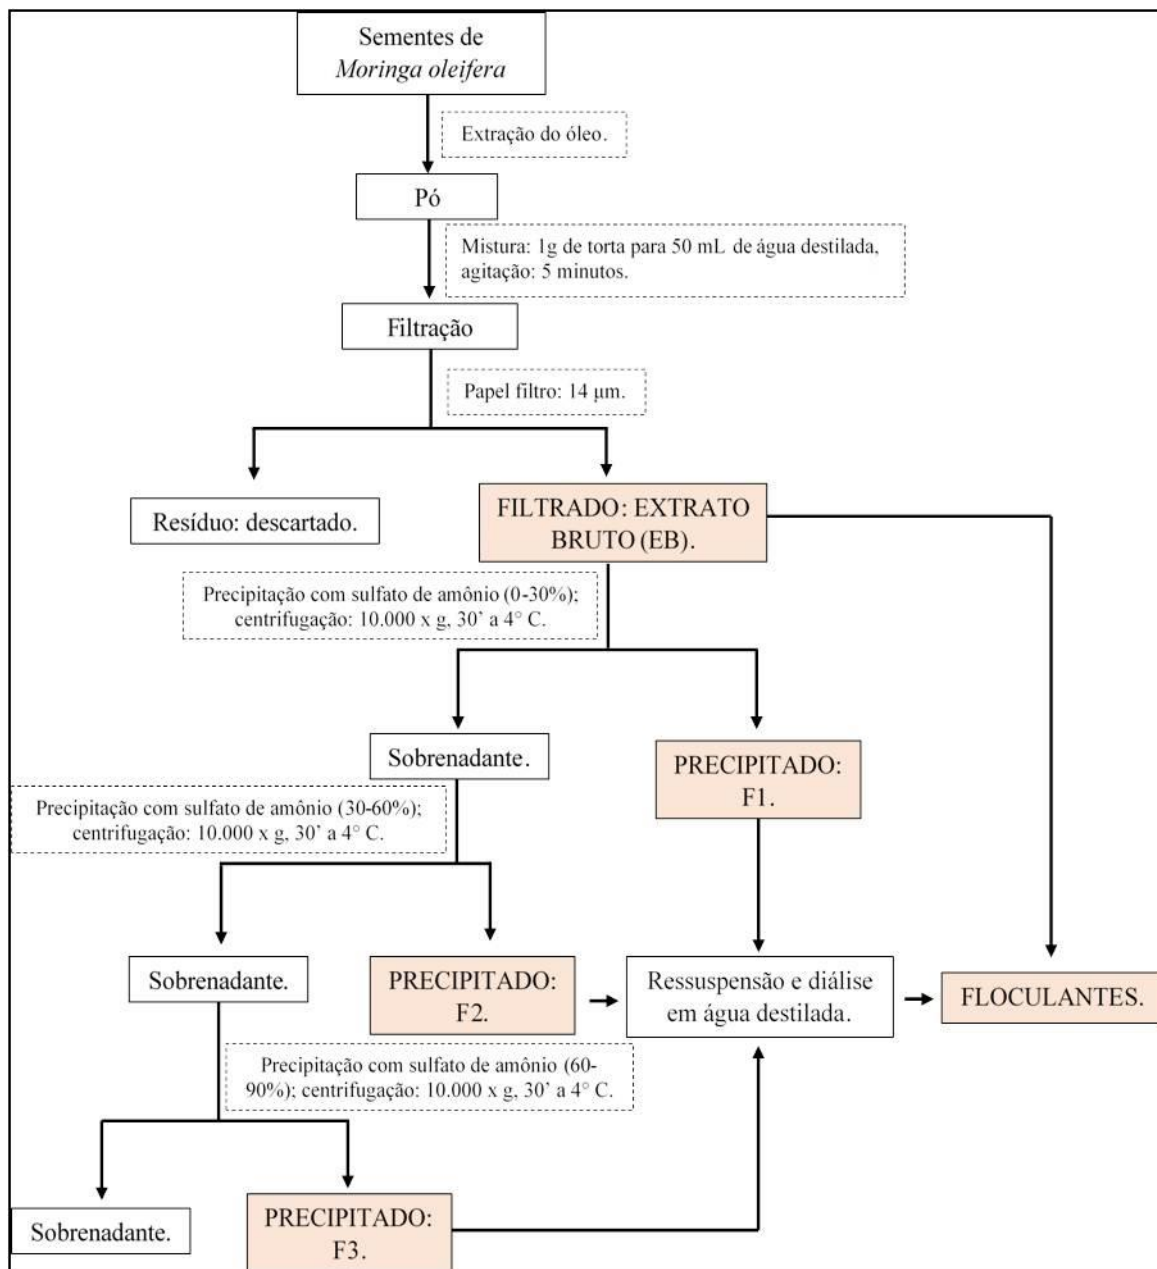 Sementes de
Moringa oleifera
Extração do óleo.
Pó
Mistura: 1g de torta para 50 mL de água destilada,
agitação: 5 minutos.
Filtração
Papel filtro: 14 μm.
Resíduo: descartado.
FILTRADO: EXTRATO
BRUTO (EB).
Precipitação com sulfato de amônio (0-30%);
centrifugação: 10.000 x g, 30’ a 4° C.
Sobrenadante.
PRECIPITADO:
F1.
Precipitação com sulfato de amônio (30-60%);
centrifugação: 10.000 x g, 30’ a 4° C.
Sobrenadante.
PRECIPITADO:
F2.
Ressuspensão e diálise
em água destilada.
FLOCULANTES.
Precipitação com sulfato de amônio (60-
90%); centrifugação: 10.000 x g, 30’ a 4° C.
Sobrenadante.
PRECIPITADO:
F3.